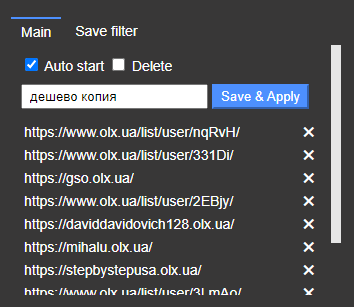 Main Save filter
Auto start Delete
дешево копия Save & Apply
https://www.olx.ua/list/user/nqRvH/ ✕
https://www.olx.ua/list/user/331Di/ ✕
https://gso.olx.ua/ ✕
https://www.olx.ua/list/user/2EBjy/ ✕
https://daviddavidovich128.olx.ua/ ✕
https://mihalu.olx.ua/ ✕
https://stepbystepusa.olx.ua/ ✕
https://www.olx.ua/list/user/3LmAo/ ✕